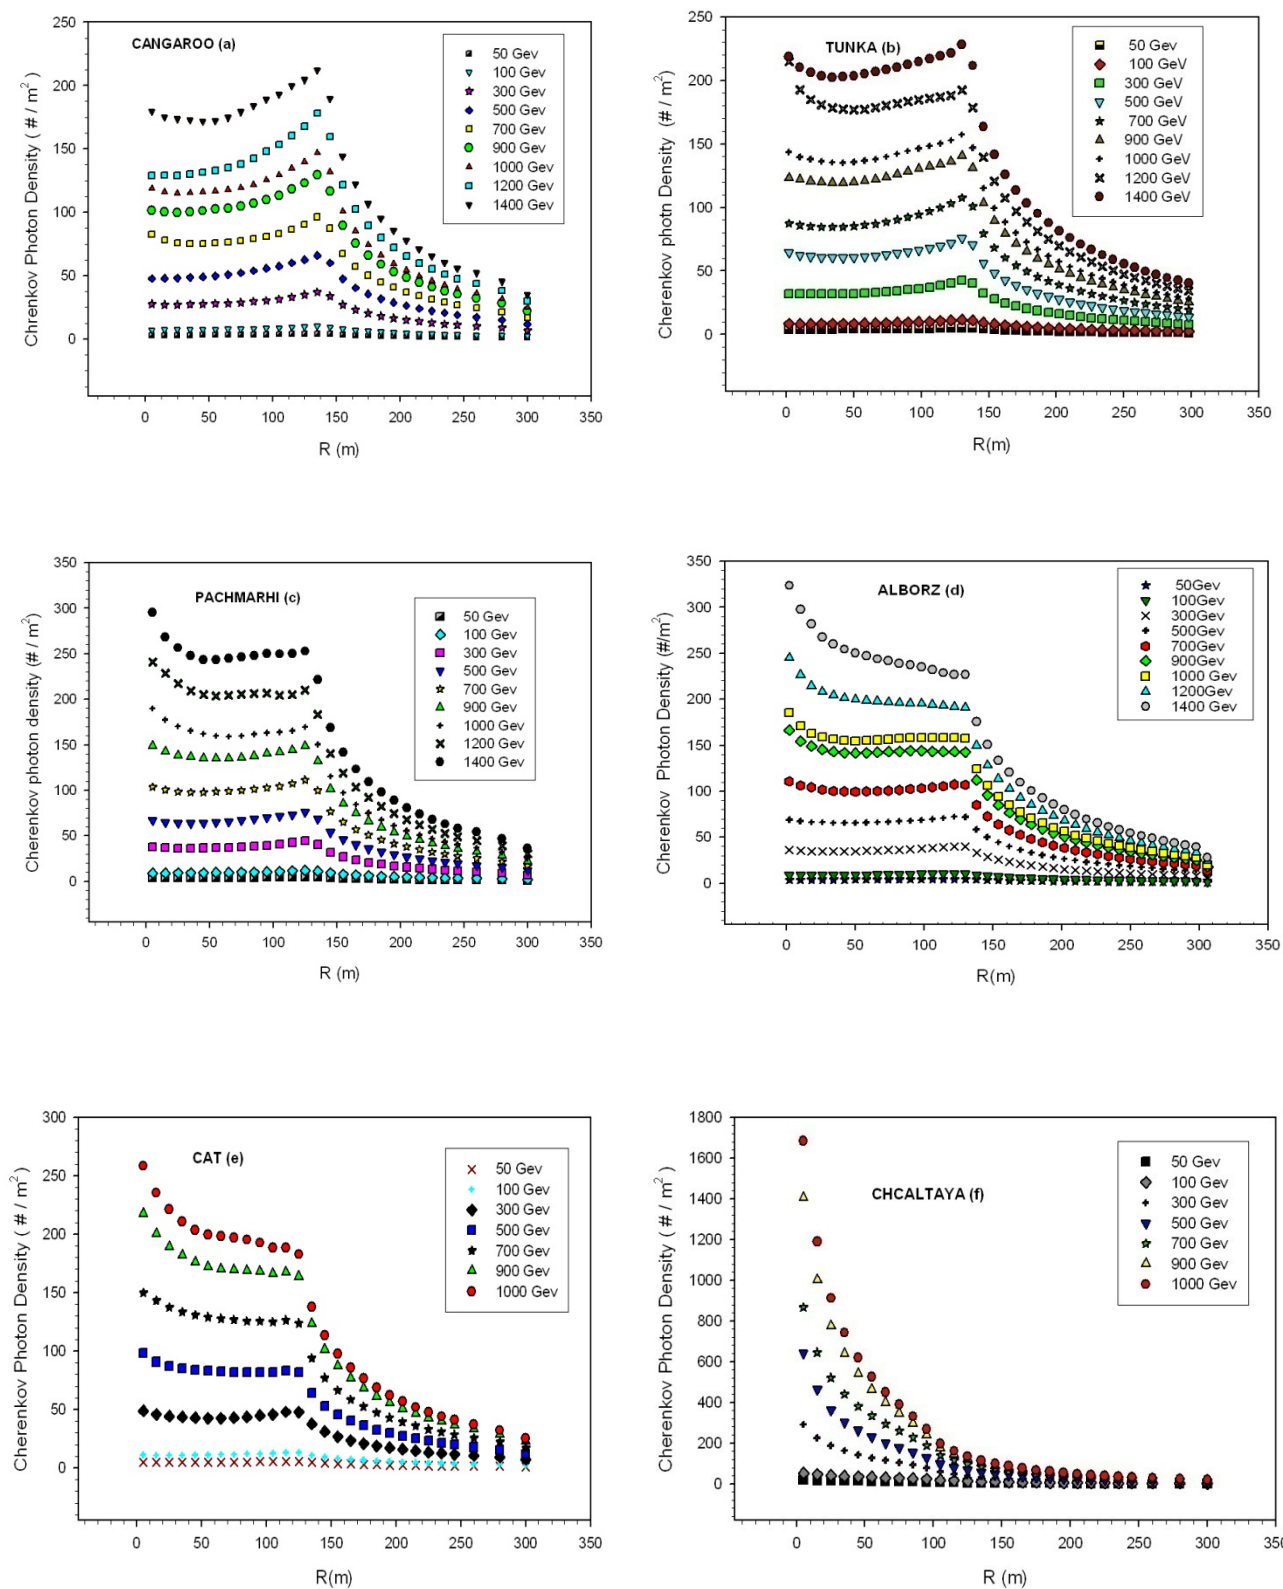 CANGAROO (a)
Chrenkov Photon Density ( # / m²)
250
200
150
100
50
0
50 Gev
100 Gev
300 Gev
500 Gev
700 Gev
900 Gev
1000 Gev
1200 Gev
1400 Gev
0 50 100 150 200 250 300 350
R (m)
TUNKA (b)
Cherenkov photn Density (# / m²)
250
200
150
100
50
0
50 GeV
100 GeV
300 GeV
500 GeV
700 GeV
900 GeV
1000 GeV
1200 GeV
1400 GeV
0 50 100 150 200 250 300 350
R(m)
PACHMARHI (c)
Cherenkov photon density (# / m²)
350
300
250
200
150
100
50
0
50 Gev
100 Gev
300 Gev
500 Gev
700 Gev
900 Gev
1000 Gev
1200 Gev
1400 Gev
0 50 100 150 200 250 300 350
R (m)
ALBORZ (d)
Cherenkov Photon Density (#/m²)
350
300
250
200
150
100
50
0
50Gev
100Gev
300Gev
500Gev
700Gev
900Gev
1000 Gev
1200Gev
1400 Gev
0 50 100 150 200 250 300 350
R(m)
CAT (e)
Cherenkov Photon Density ( # / m²)
300
250
200
150
100
50
0
50 Gev
100 Gev
300 Gev
500 Gev
700 Gev
900 Gev
1000 Gev
0 50 100 150 200 250 300 350
R(m)
CHCALTAYA (f)
Cherenkov Photon Density ( # / m²)
1800
1600
1400
1200
1000
800
600
400
200
0
50 Gev
100 Gev
300 Gev
500 Gev
700 Gev
900 Gev
1000 Gev
0 50 100 150 200 250 300 350
R (m)